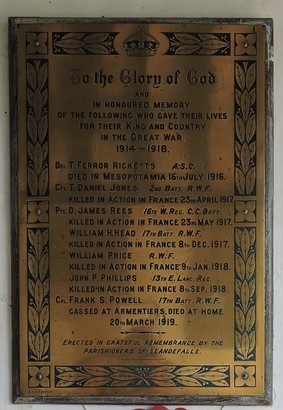 To the Glory of God
AND
IN HONOURED MEMORY
OF THE FOLLOWING WHO GAVE THEIR LIVES
FOR THEIR KING AND COUNTRY
IN THE GREAT WAR
1914-1918.
DRR. T. FERROR RICKETTS A.S.C.
DIED IN MESOPOTAMIA 16TH JULY 1916.
CPL. T. DANIEL JONES 2ND BATT. R.W.F.
KILLED IN ACTION IN FRANCE 23RD APRIL 1917.
PTE D. JAMES REES 16TH W. REG. C.C. BATT.
KILLED IN ACTION IN FRANCE 23RD MAY 1917.
WILLIAM H. HEAD 17TH BATT. R.W.F.
KILLED IN ACTION IN FRANCE 8TH DEC. 1917.
WILLIAM PRICE R.W.F.
KILLED IN ACTION IN FRANCE 9TH JAN. 1918.
JOHN P. PHILLIPS 13TH E. LANC. REG.
KILLED IN ACTION IN FRANCE 8TH SEP. 1918.
CPL. FRANK S. POWELL 17TH BATT. R.W.F.
GASSED AT ARMENTIERS, DIED AT HOME
20TH MARCH 1919.
ERECTED IN GRATEFUL REMEMBRANCE BY THE
PARISHIONERS OF LLANDEFALLE.